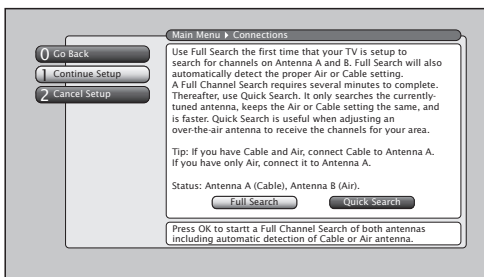 Main Menu ▸ Connections
0 Go Back
1 Continue Setup
2 Cancel Setup
Use Full Search the first time that your TV is setup to
search for channels on Antenna A and B. Full Search will also
automatically detect the proper Air or Cable setting.
A Full Channel Search requires several minutes to complete.
Thereafter, use Quick Search. It only searches the currently-
tuned antenna, keeps the Air or Cable setting the same, and
is faster. Quick Search is useful when adjusting an
over-the-air antenna to receive the channels for your area.
Tip: If you have Cable and Air, connect Cable to Antenna A.
If you have only Air, connect it to Antenna A.
Status: Antenna A (Cable), Antenna B (Air).
Full Search Quick Search
Press OK to startt a Full Channel Search of both antennas
including automatic detection of Cable or Air antenna.